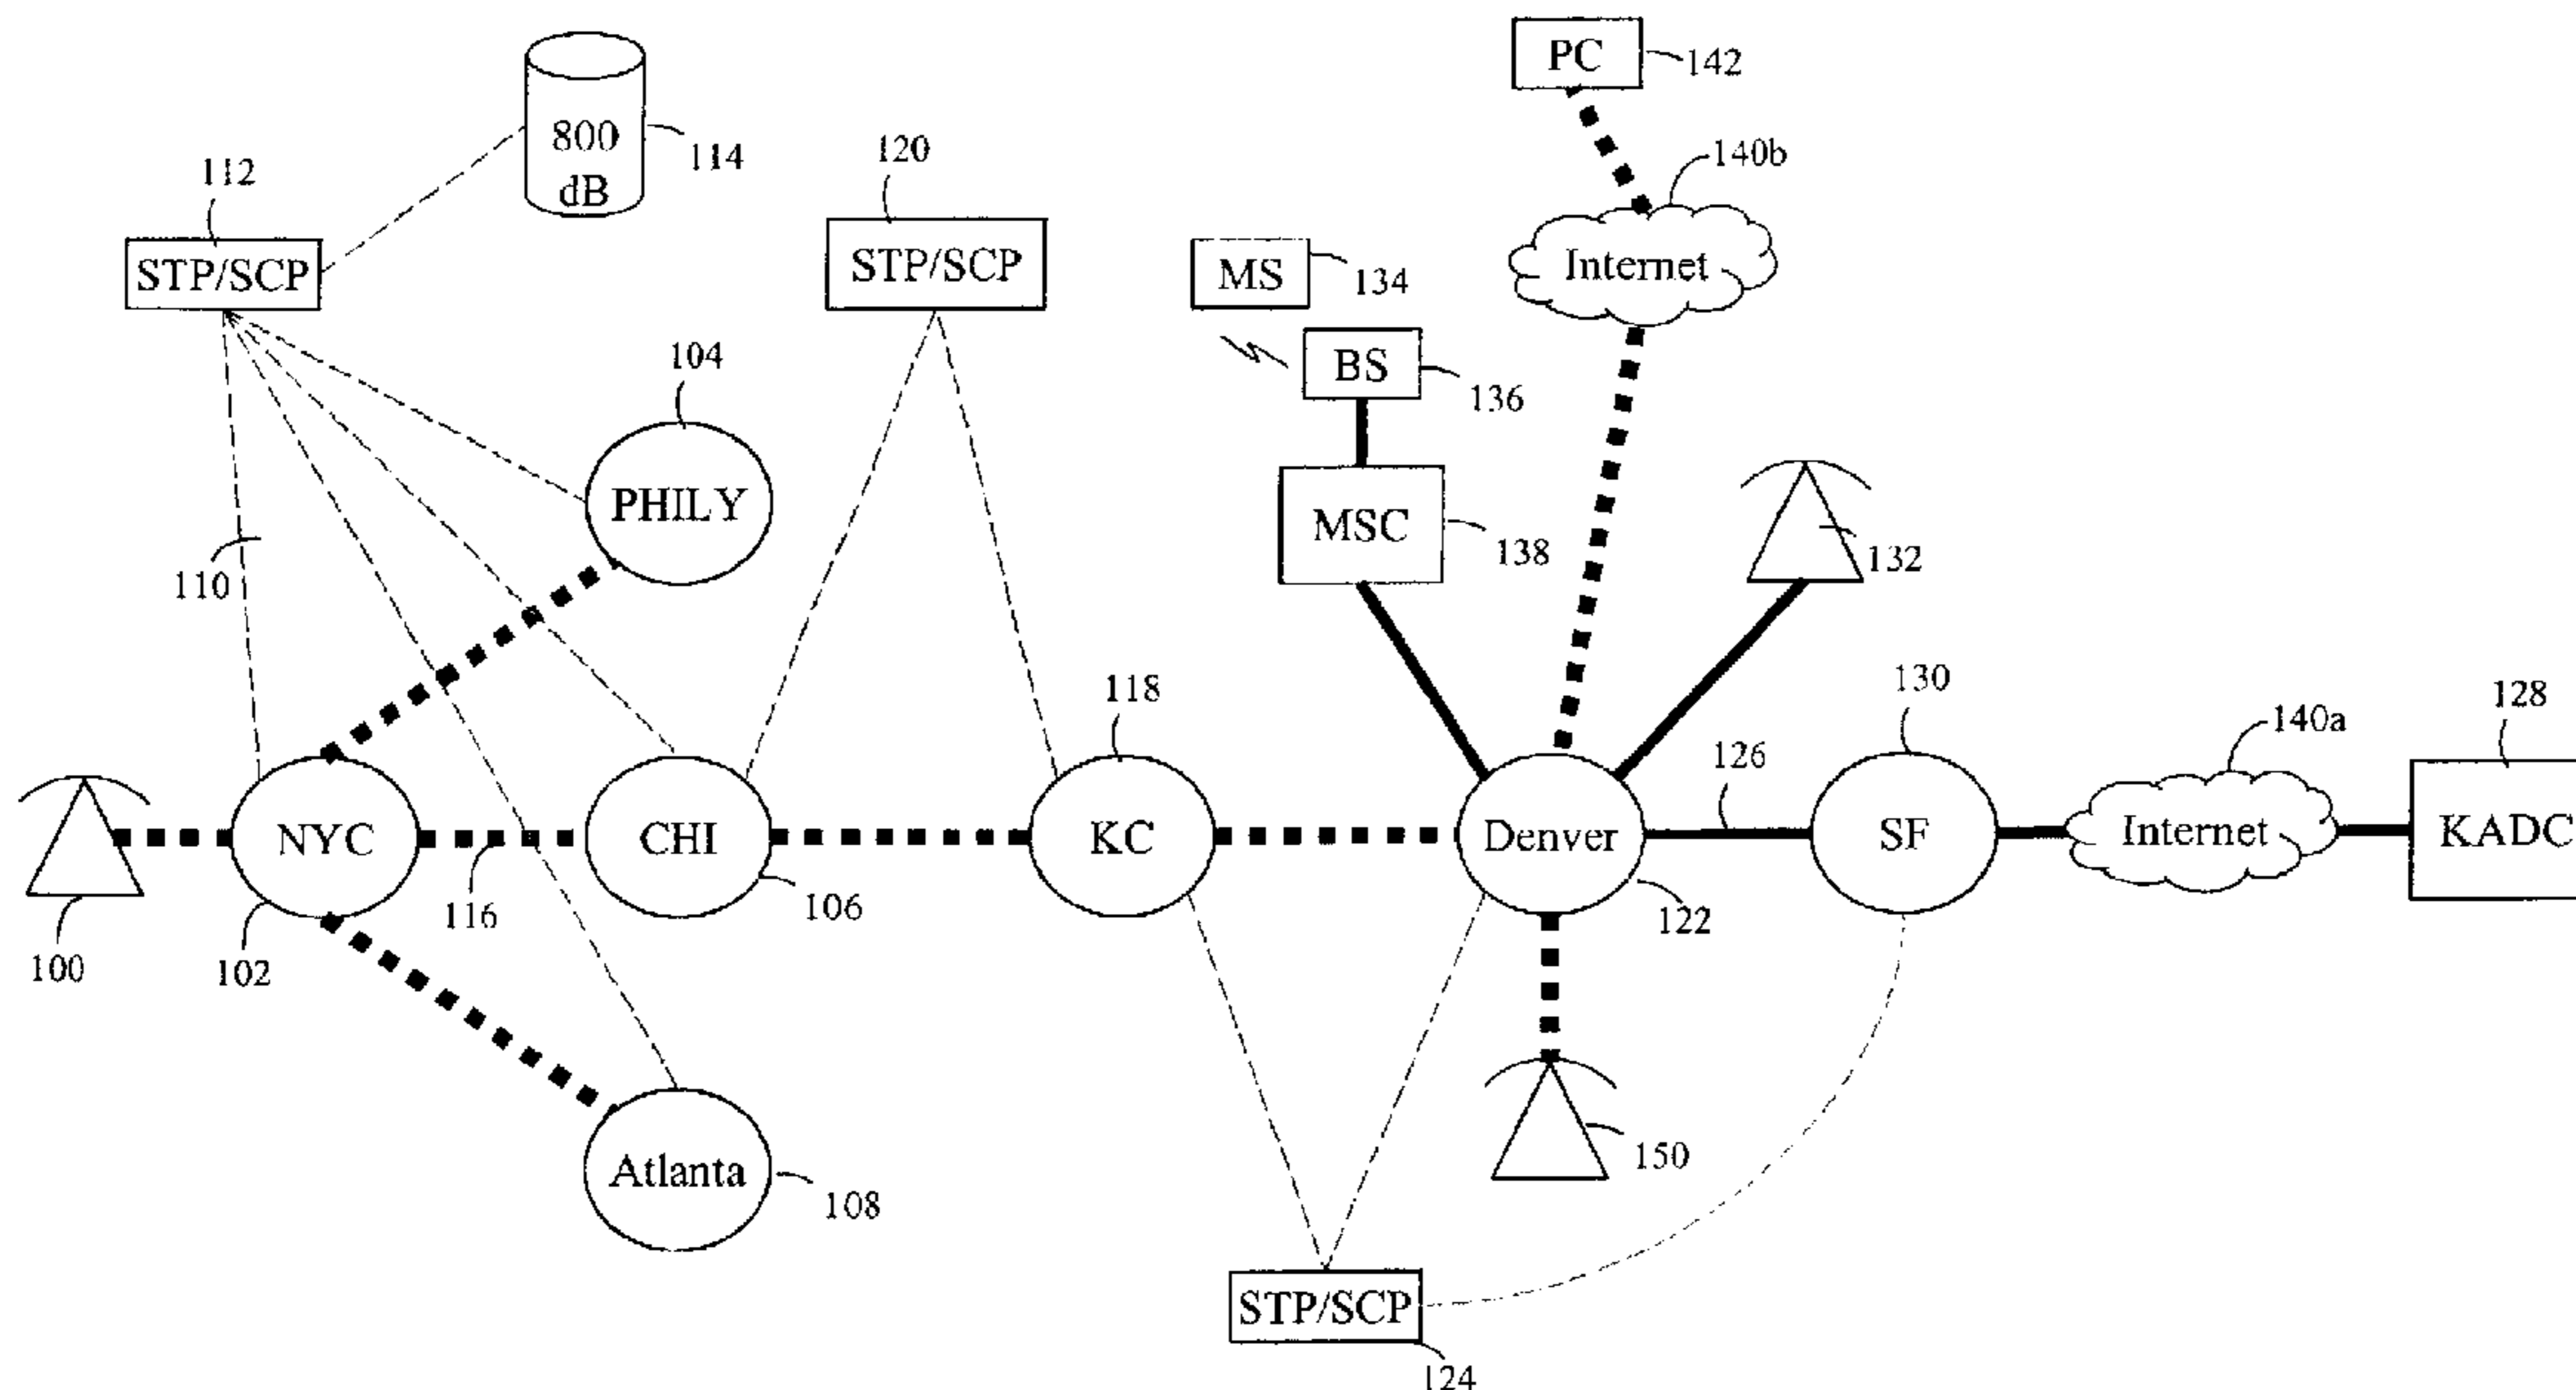 PC
142
800
dB
114
112
STP/SCP
120
STP/SCP
140b
Internet
MS
134
BS
136
104
PHILY
MSC
138
132
110
118
130
128
140a
126
NYC
CHI
KC
Denver
SF
Internet
KADC
116
106
122
100
102
Atlanta
108
150
STP/SCP
124